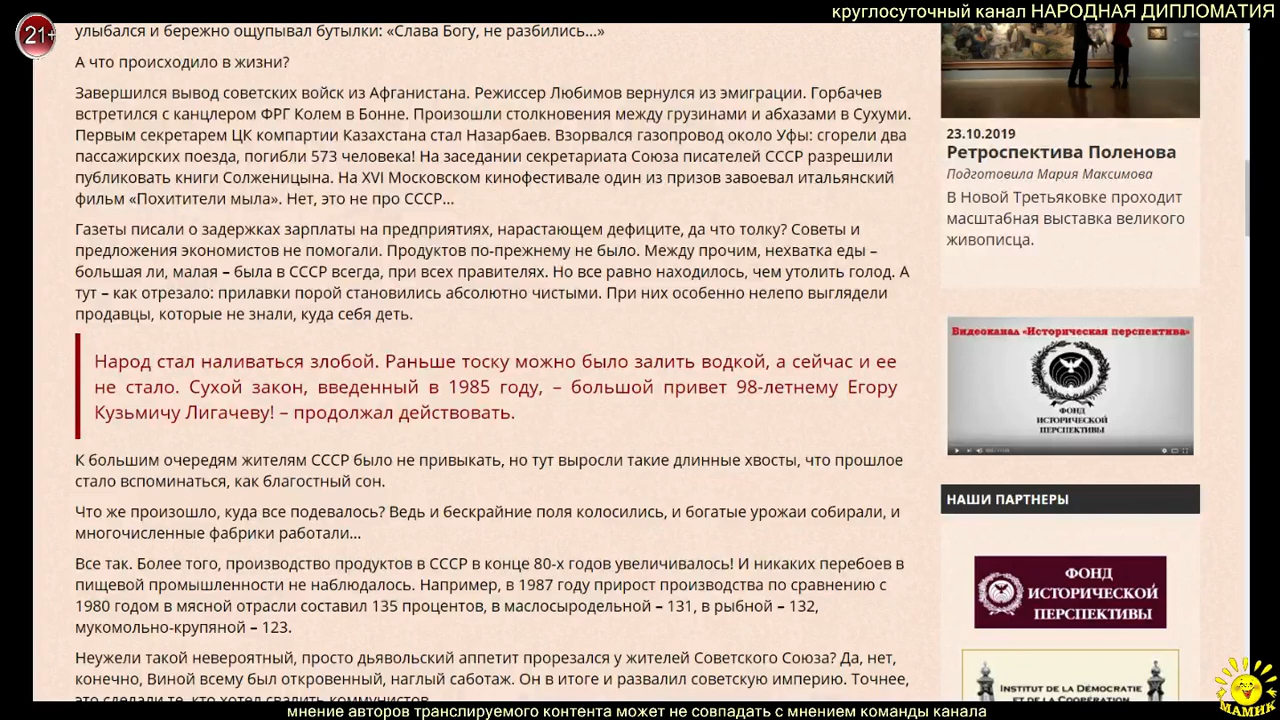 круглосуточный канал НАРОДНАЯ ДИПЛОМАТИЯ
21+
улыбался и бережно ощупывал бутылки: «Слава Богу, не разбились...»
А что происходило в жизни?
Завершился вывод советских войск из Афганистана. Режиссер Любимов вернулся из эмиграции. Горбачев
встретился с канцлером ФРГ Колем в Бонне. Произошли столкновения между грузинами и абхазами в Сухуми.
Первым секретарем ЦК компартии Казахстана стал Назарбаев. Взорвался газопровод около Уфы: сгорели два
пассажирских поезда, погибли 573 человека! На заседании секретариата Союза писателей СССР разрешили
публиковать книги Солженицына. На XVI Московском кинофестивале один из призов завоевал итальянский
фильм «Похитители мыла». Нет, это не про СССР...
Газеты писали о задержках зарплаты на предприятиях, нарастающем дефиците, да что толку? Советы и
предложения экономистов не помогали. Продуктов по-прежнему не было. Между прочим, нехватка еды –
большая ли, малая – была в СССР всегда, при всех правителях. Но все равно находилось, чем утолить голод. А
тут – как отрезало: прилавки порой становились абсолютно чистыми. При них особенно нелепо выглядели
продавцы, которые не знали, куда себя деть.
Народ стал наливаться злобой. Раньше тоску можно было залить водкой, а сейчас и ее
не стало. Сухой закон, введенный в 1985 году, – большой привет 98-летнему Егору
Кузьмичу Лигачеву! – продолжал действовать.
К большим очередям жителям СССР было не привыкать, но тут выросли такие длинные хвосты, что прошлое
стало вспоминаться, как благостный сон.
Что же произошло, куда все подевалось? Ведь и бескрайние поля колосились, и богатые урожаи собирали, и
многочисленные фабрики работали...
Все так. Более того, производство продуктов в СССР в конце 80-х годов увеличивалось! И никаких перебоев в
пищевой промышленности не наблюдалось. Например, в 1987 году прирост производства по сравнению с
1980 годом в мясной отрасли составил 135 процентов, в маслосыродельной – 131, в рыбной – 132,
мукомольно-крупяной – 123.
Неужели такой невероятный, просто дьявольский аппетит прорезался у жителей Советского Союза? Да, нет,
конечно, Виной всему был откровенный, наглый саботаж. Он в итоге и развалил советскую империю. Точнее,
это сделали те, кто хотел свалить коммунистов
23.10.2019
Ретроспектива Поленова
Подготовила Мария Максимова
В Новой Третьяковке проходит
масштабная выставка великого
живописца.
Видеоканал «Историческая перспектива»
ФОНД
ИСТОРИЧЕСКОЙ
ПЕРСПЕКТИВЫ
НАШИ ПАРТНЕРЫ
ФОНД
ИСТОРИЧЕСКОЙ
ПЕРСПЕКТИВЫ
INSTITUT DE LA DÉMOCRATIE
ET DE LA COOPÉRATION
МАМИК
мнение авторов транслируемого контента может не совпадать с мнением команды канала